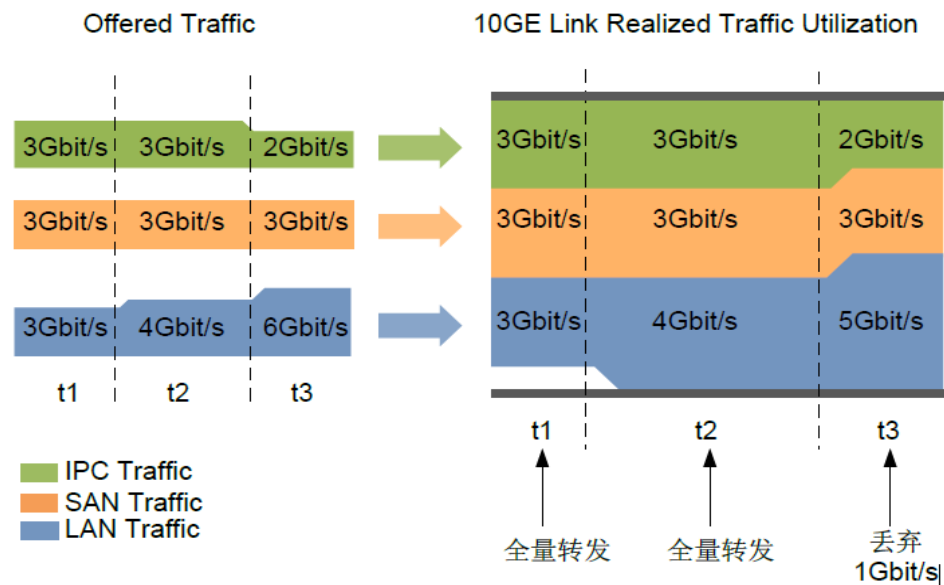 Offered Traffic
10GE Link Realized Traffic Utilization
3Gbit/s 3Gbit/s 2Gbit/s
3Gbit/s 3Gbit/s 3Gbit/s
3Gbit/s 4Gbit/s 6Gbit/s
t1 t2 t3
IPC Traffic
SAN Traffic
LAN Traffic
3Gbit/s 3Gbit/s 2Gbit/s
3Gbit/s 3Gbit/s 3Gbit/s
3Gbit/s 4Gbit/s 5Gbit/s
t1 t2 t3
全量转发 全量转发 丢弃
1Gbit/s